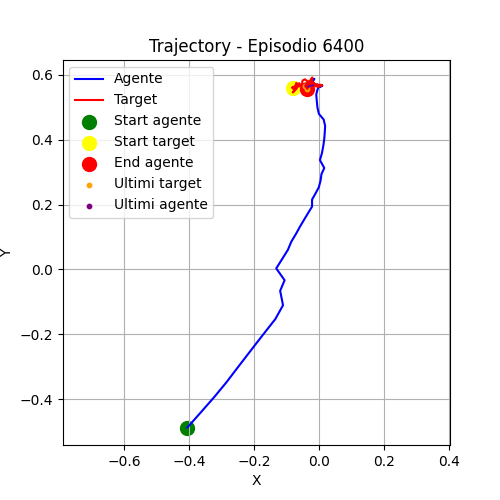 Trajectory - Episodio 6400
Agente
Target
Start agente
Start target
End agente
Ultimi target
Ultimi agente
0.6
0.4
0.2
0.0
−0.2
−0.4
Y
−0.6
−0.4
−0.2
0.0
0.2
0.4
X